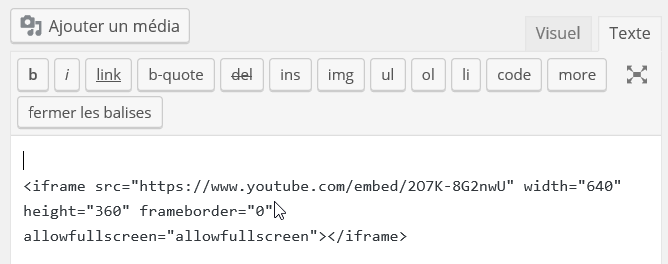 Ajouter un média
Visuel Texte
b i link b-quote del ins img ul ol li code more
fermer les balises
<iframe src="https://www.youtube.com/embed/2O7K-8G2nwU" width="640"
height="360" frameborder="0"
allowfullscreen="allowfullscreen"></iframe>